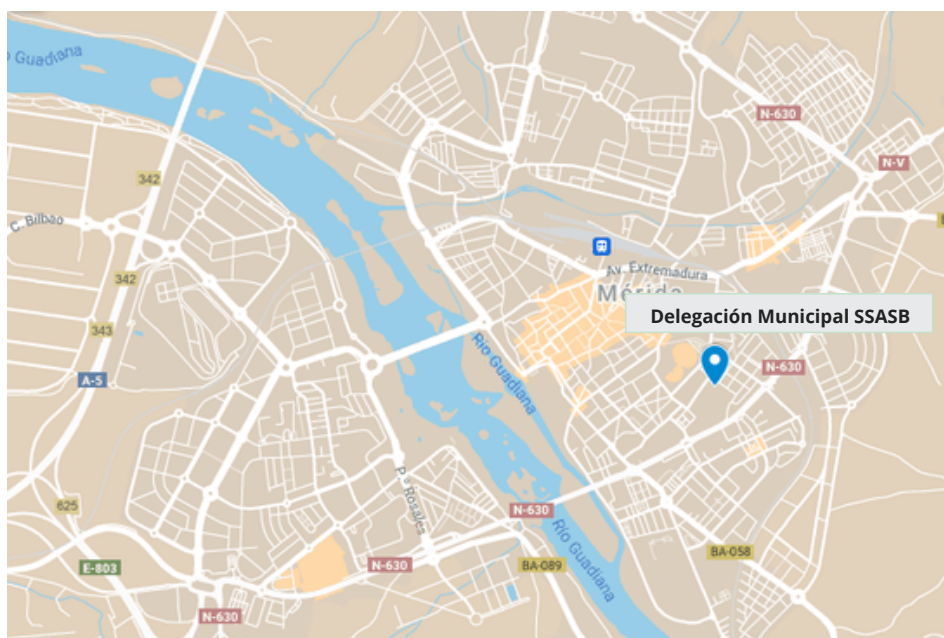 Guadiana
N-630
N-V
342
C. Bilbao
Av. Extremadura
Mérida
342
Delegación Municipal SSASB
343
Río Guadiana
A-5
N-630
Pº Rosales
625
N-630
Río Guadiana
BA-058
E-803
N-630
BA-089
N-630